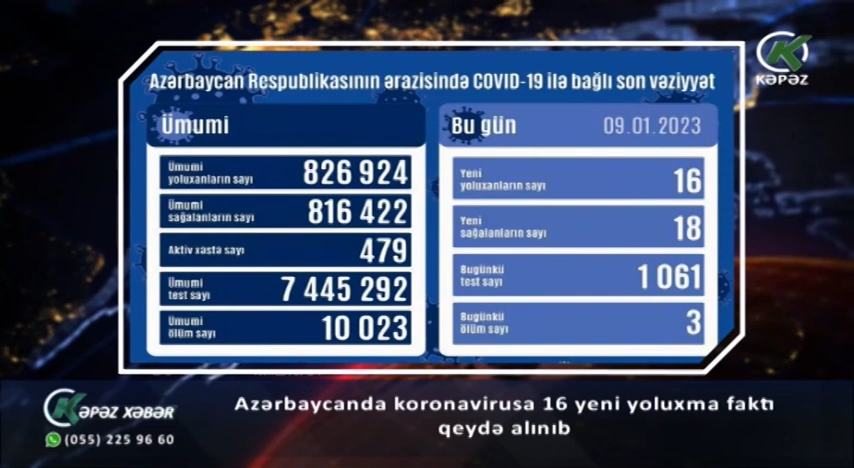 KƏPƏZ
Azərbaycan Respublikasının ərazisində COVID-19 ilə bağlı son vəziyyət
Ümumi
Ümumi
yoluxanların sayı
826 924
Ümumi
sağalanların sayı
816 422
Aktiv xəstə sayı
479
Ümumi
test sayı
7 445 292
Ümumi
ölüm sayı
10 023
Bu gün
09.01.2023
Yeni
yoluxanların sayı
16
Yeni
sağalanların sayı
18
Bugünkü
test sayı
1 061
Bugünkü
ölüm sayı
3
KƏPƏZ XƏBƏR
(055) 225 96 60
Azərbaycanda koronavirusa 16 yeni yoluxma faktı
qeydə alınıb